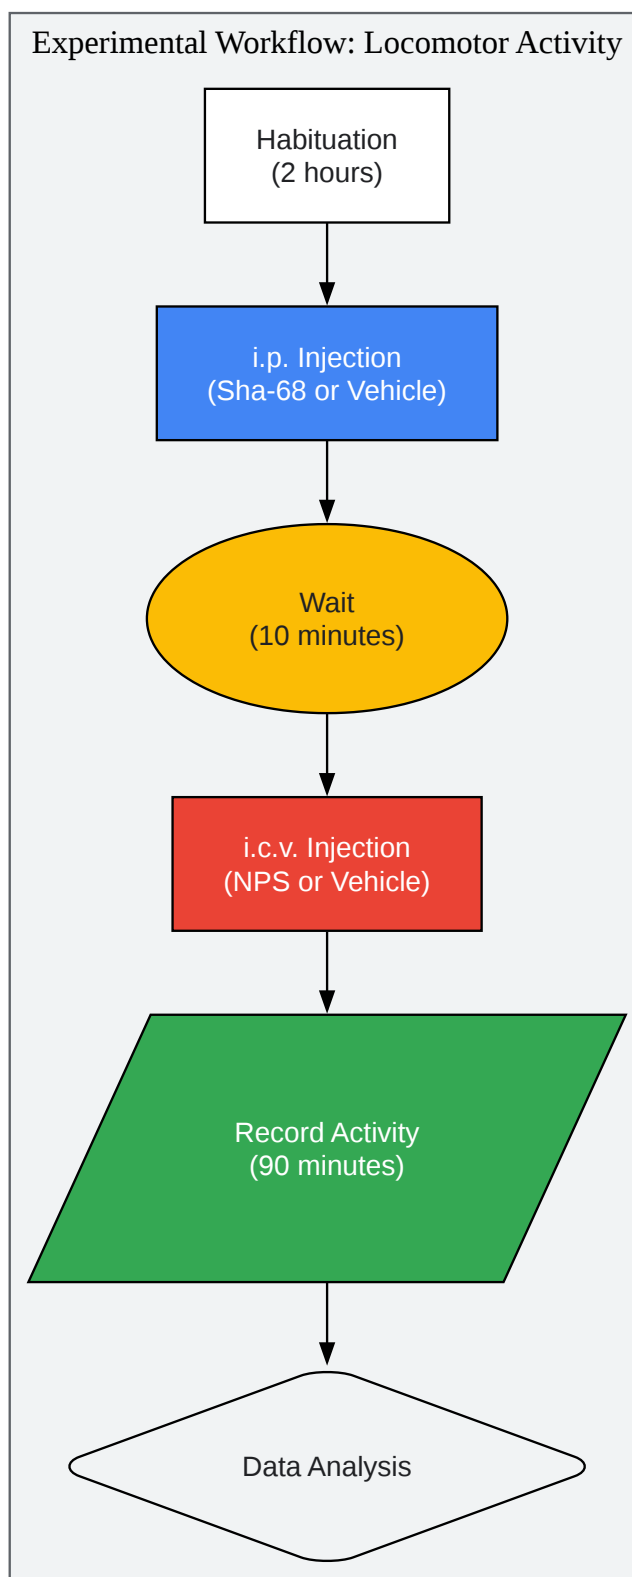 Experimental Workflow: Locomotor Activity
Habituation
(2 hours)
i.p. Injection
(Sha-68 or Vehicle)
Wait
(10 minutes)
i.c.v. Injection
(NPS or Vehicle)
Record Activity
(90 minutes)
Data Analysis